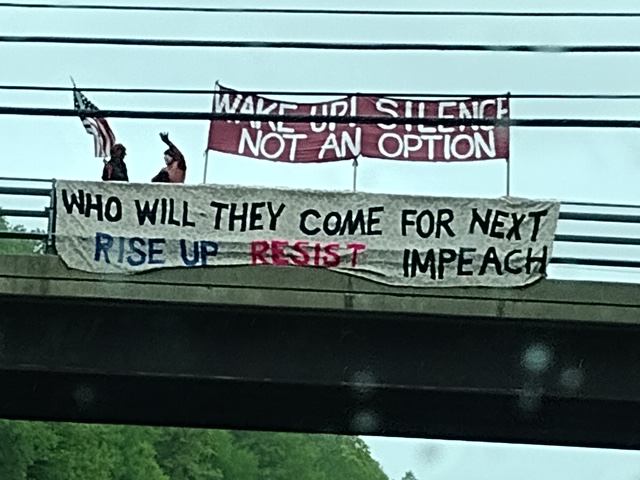 WAKE UP! SILENCE
NOT AN OPTION
WHO WILL THEY COME FOR NEXT
RISE UP RESIST IMPEACH